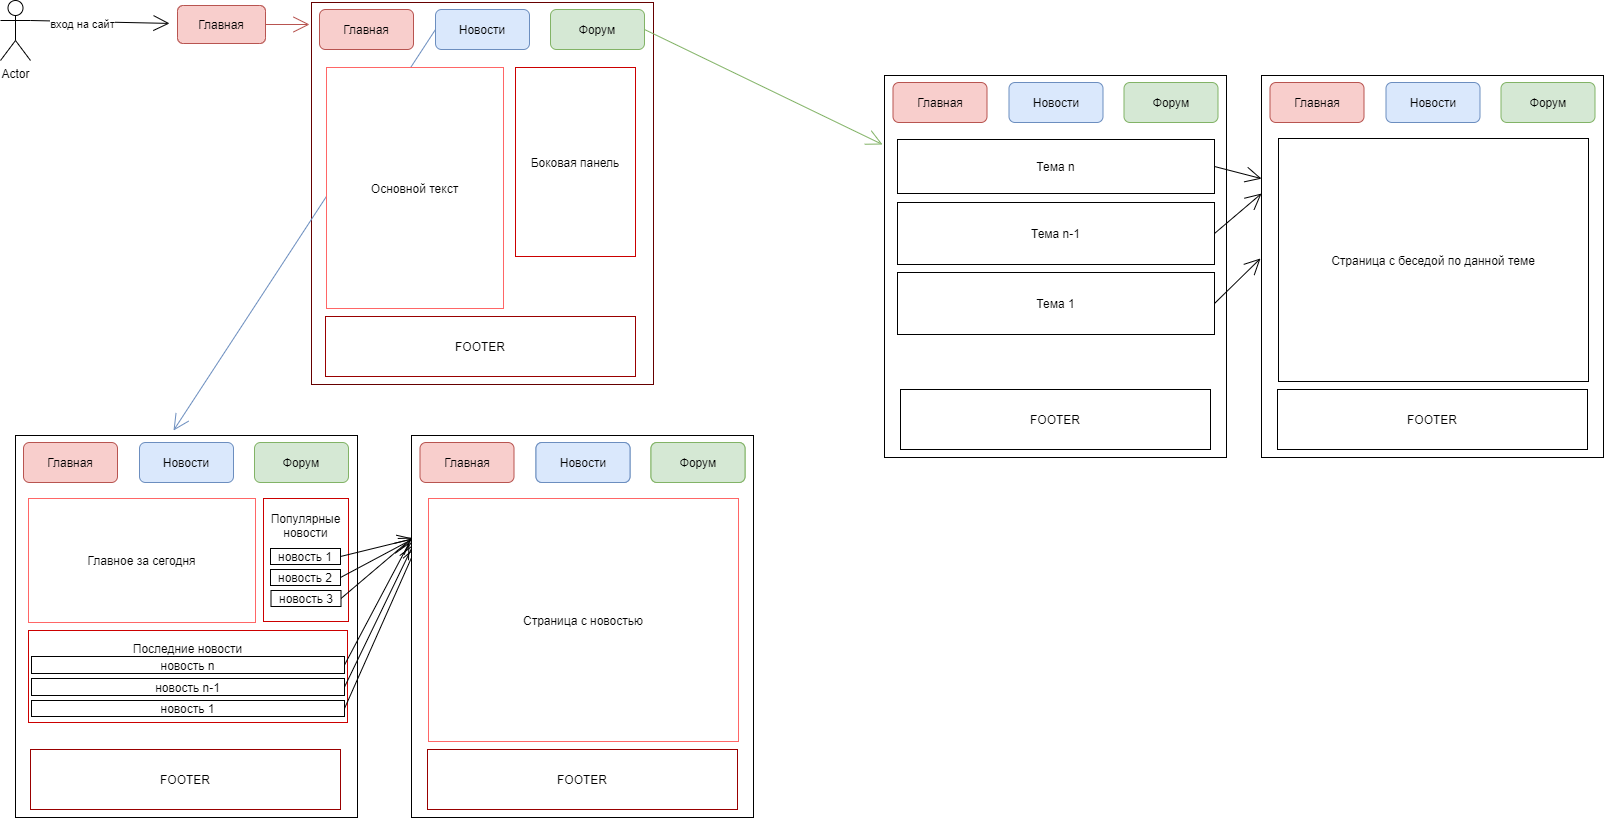 Actor
вход на сайт
Главная
Главная
Новости
Форум
Основной текст
Боковая панель
FOOTER
Главная
Новости
Форум
Тема n
Тема n-1
Тема 1
FOOTER
Главная
Новости
Форум
Страница с беседой по данной теме
FOOTER
Главная
Новости
Форум
Главное за сегодня
Популярные
новости
новость 1
новость 2
новость 3
Последние новости
новость n
новость n-1
новость 1
FOOTER
Главная
Новости
Форум
Страница с новостью
FOOTER